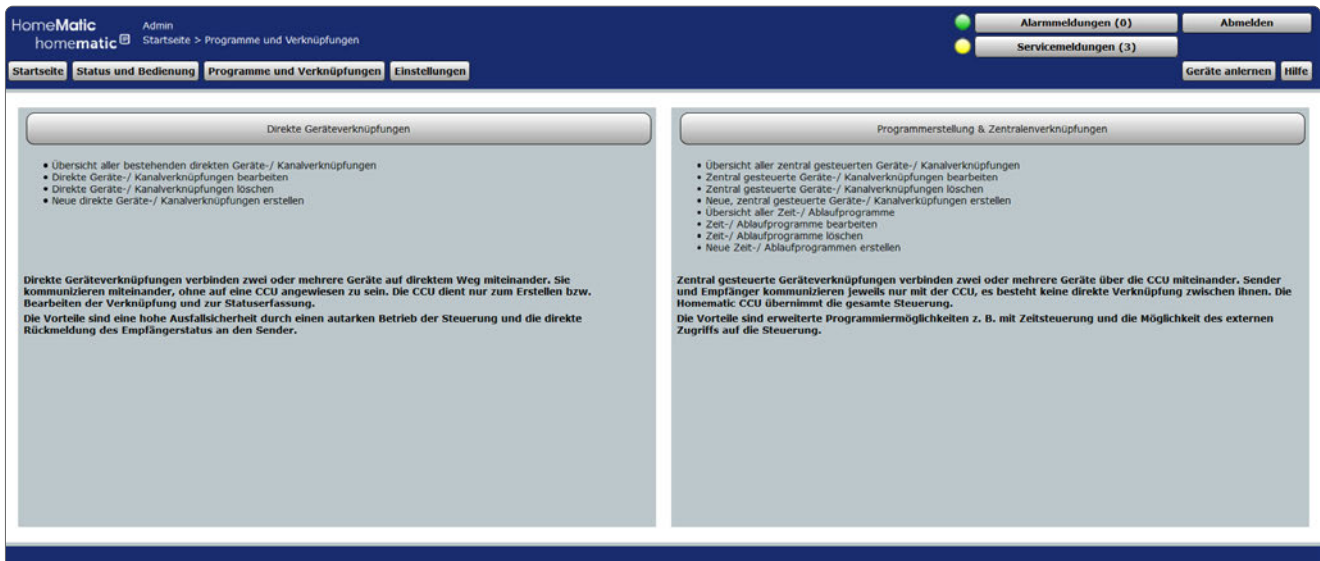 HomeMatic
homematic IP
Admin
Startseite > Programme und Verknüpfungen
Alarmmeldungen (0)
Abmelden
Servicemeldungen (3)
Startseite
Status und Bedienung
Programme und Verknüpfungen
Einstellungen
Geräte anlernen
Hilfe
Direkte Geräteverknüpfungen
• Übersicht aller bestehenden direkten Geräte-/ Kanalverknüpfungen
• Direkte Geräte-/ Kanalverknüpfungen bearbeiten
• Direkte Geräte-/ Kanalverknüpfungen löschen
• Neue direkte Geräte-/ Kanalverknüpfungen erstellen
Direkte Geräteverknüpfungen verbinden zwei oder mehrere Geräte auf direktem Weg miteinander. Sie
kommunizieren miteinander, ohne auf eine CCU angewiesen zu sein. Die CCU dient nur zum Erstellen bzw.
Bearbeiten der Verknüpfung und zur Statuserfassung.
Die Vorteile sind eine hohe Ausfallsicherheit durch einen autarken Betrieb der Steuerung und die direkte
Rückmeldung des Empfängerstatus an den Sender.
Programmerstellung & Zentralenverknüpfungen
• Übersicht aller zentral gesteuerten Geräte-/ Kanalverknüpfungen
• Zentral gesteuerte Geräte-/ Kanalverknüpfungen bearbeiten
• Zentral gesteuerte Geräte-/ Kanalverknüpfungen löschen
• Neue, zentral gesteuerte Geräte-/ Kanalverküpfungen erstellen
• Übersicht aller Zeit-/ Ablaufprogramme
• Zeit-/ Ablaufprogramme bearbeiten
• Zeit-/ Ablaufprogramme löschen
• Neue Zeit-/ Ablaufprogrammen erstellen
Zentral gesteuerte Geräteverknüpfungen verbinden zwei oder mehrere Geräte über die CCU miteinander. Sender
und Empfänger kommunizieren jeweils nur mit der CCU, es besteht keine direkte Verknüpfung zwischen ihnen. Die
Homematic CCU übernimmt die gesamte Steuerung.
Die Vorteile sind erweiterte Programmiermöglichkeiten z. B. mit Zeitsteuerung und die Möglichkeit des externen
Zugriffs auf die Steuerung.